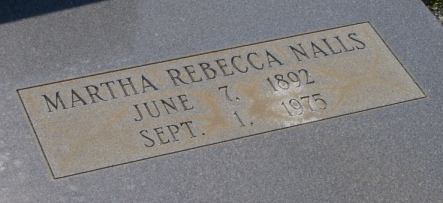 MARTHA REBECCA NALLS
JUNE 7, 1892
SEPT. 1, 1975